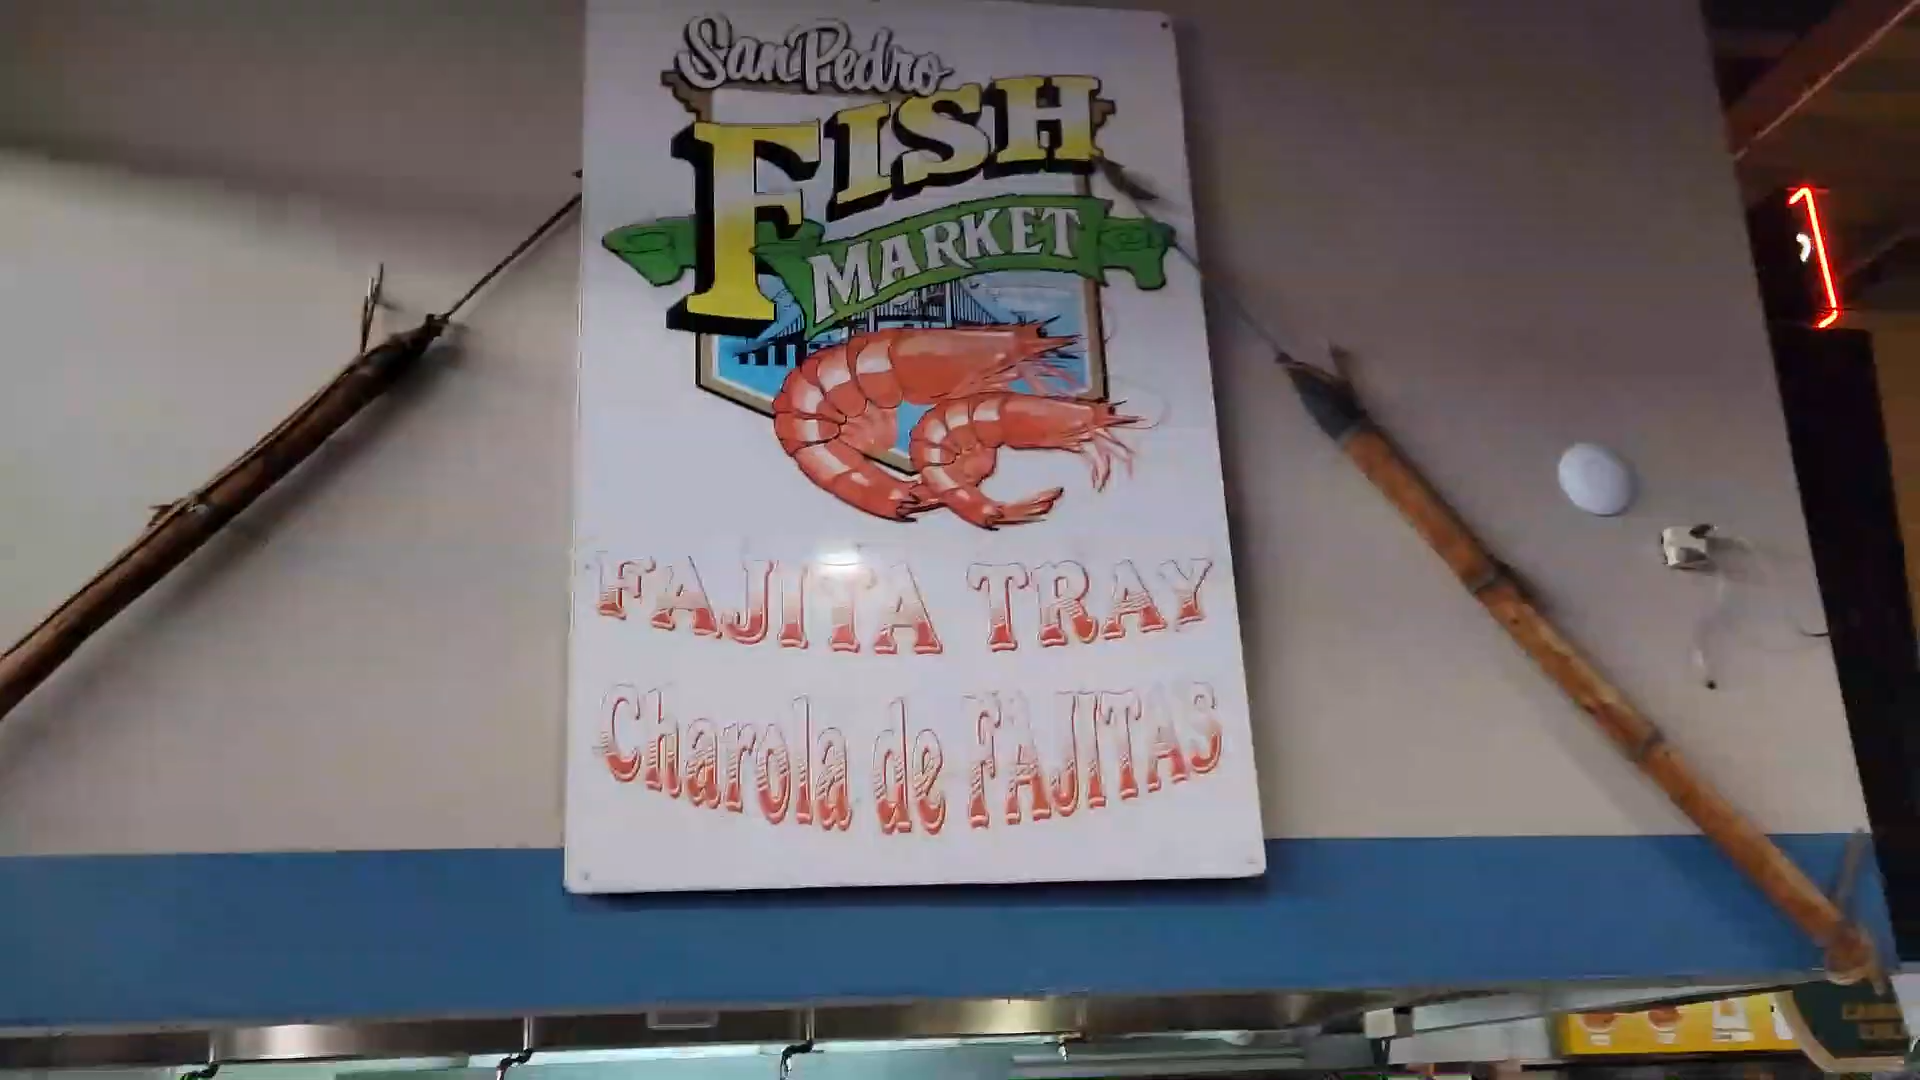 San Pedro
FISH
MARKET
FAJITA TRAY
Charola de FAJITAS